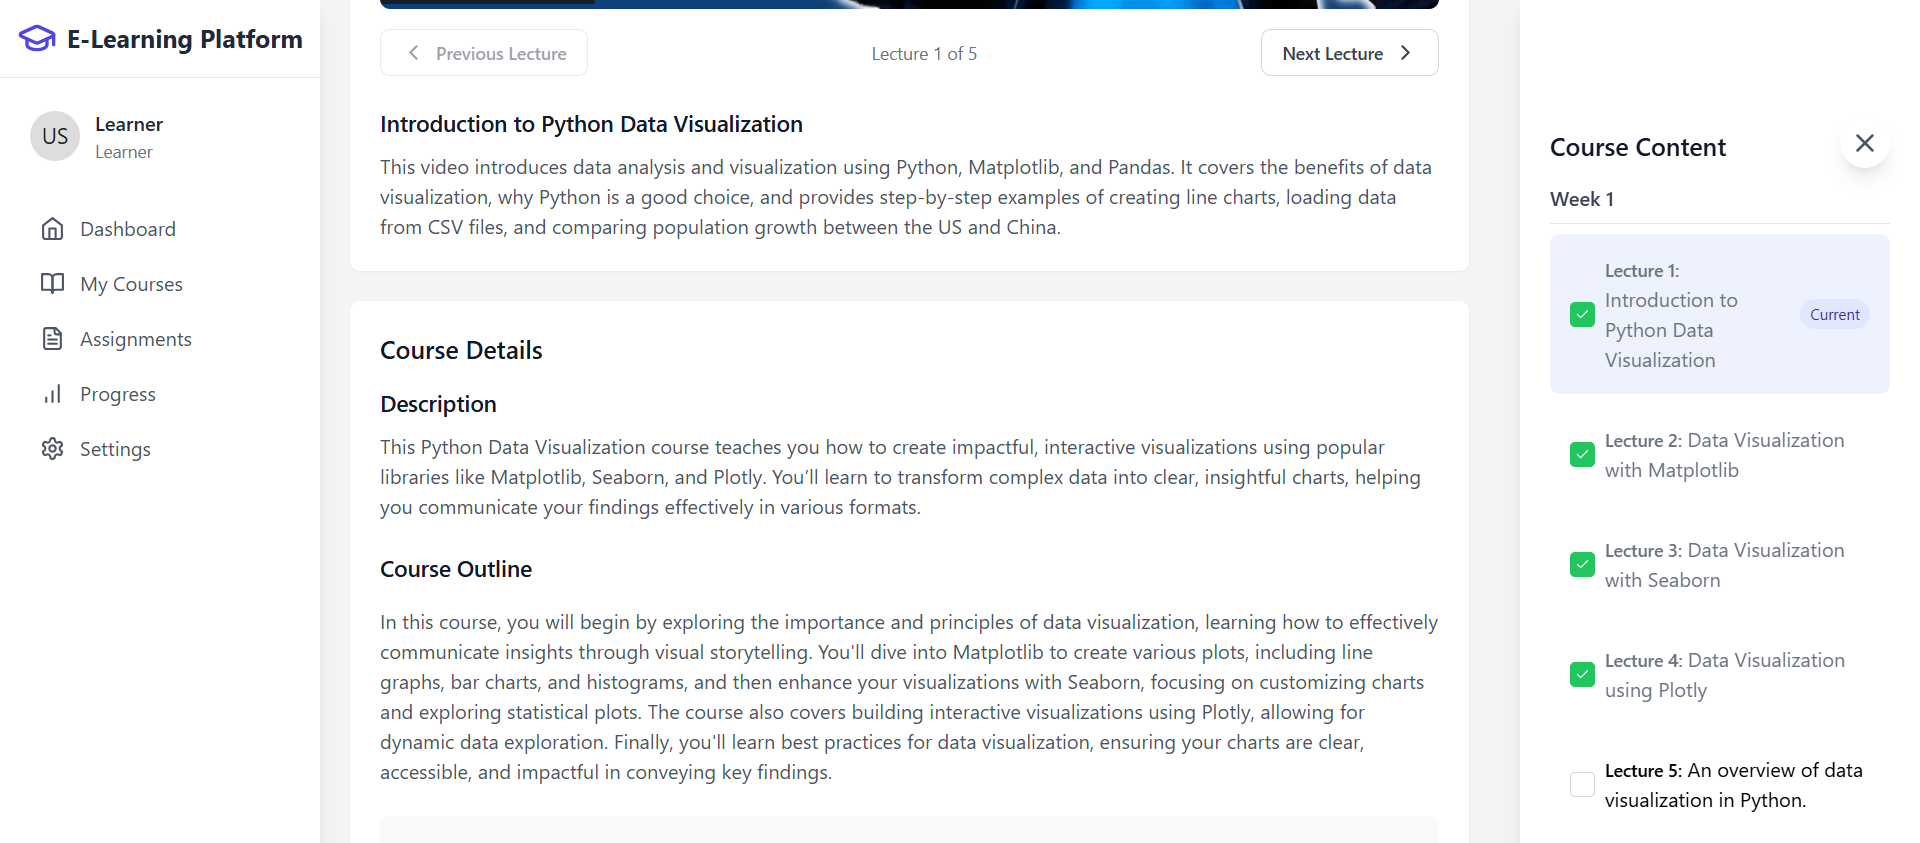 E-Learning Platform
US
Learner
Learner
Dashboard
My Courses
Assignments
Progress
Settings
Previous Lecture
Lecture 1 of 5
Next Lecture
Introduction to Python Data Visualization
This video introduces data analysis and visualization using Python, Matplotlib, and Pandas. It covers the benefits of data
visualization, why Python is a good choice, and provides step-by-step examples of creating line charts, loading data
from CSV files, and comparing population growth between the US and China.
Course Details
Description
This Python Data Visualization course teaches you how to create impactful, interactive visualizations using popular
libraries like Matplotlib, Seaborn, and Plotly. You’ll learn to transform complex data into clear, insightful charts, helping
you communicate your findings effectively in various formats.
Course Outline
In this course, you will begin by exploring the importance and principles of data visualization, learning how to effectively
communicate insights through visual storytelling. You'll dive into Matplotlib to create various plots, including line
graphs, bar charts, and histograms, and then enhance your visualizations with Seaborn, focusing on customizing charts
and exploring statistical plots. The course also covers building interactive visualizations using Plotly, allowing for
dynamic data exploration. Finally, you'll learn best practices for data visualization, ensuring your charts are clear,
accessible, and impactful in conveying key findings.
Course Content
Week 1
Lecture 1:
Introduction to
Python Data
Visualization
Current
Lecture 2: Data Visualization
with Matplotlib
Lecture 3: Data Visualization
with Seaborn
Lecture 4: Data Visualization
using Plotly
Lecture 5: An overview of data
visualization in Python.